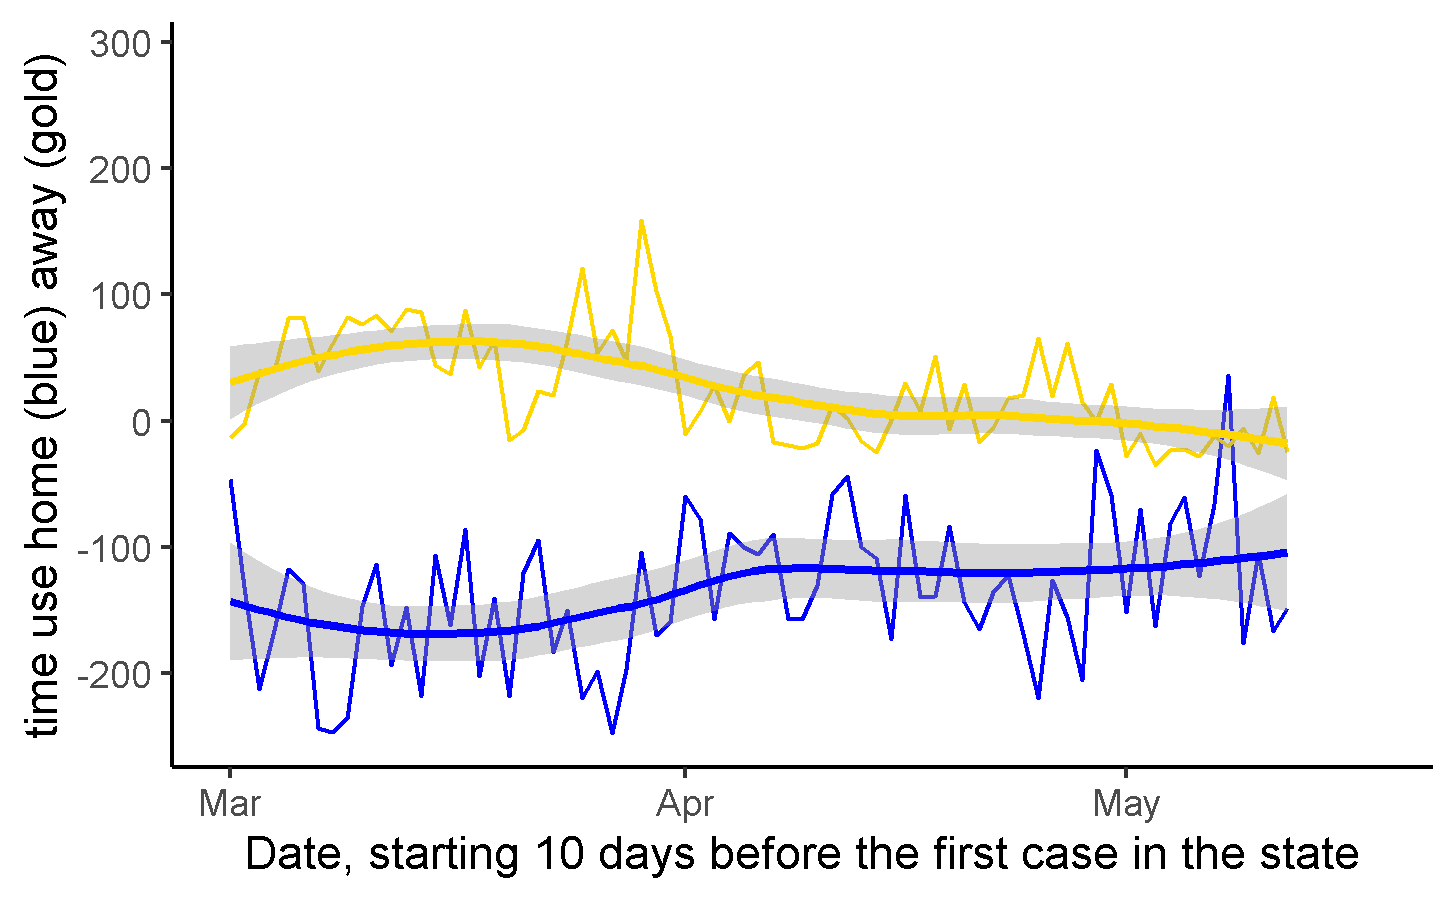 time use home (blue) away (gold)
300
200
100
0
-100
-200
Mar
Apr
May
Date, starting 10 days before the first case in the state